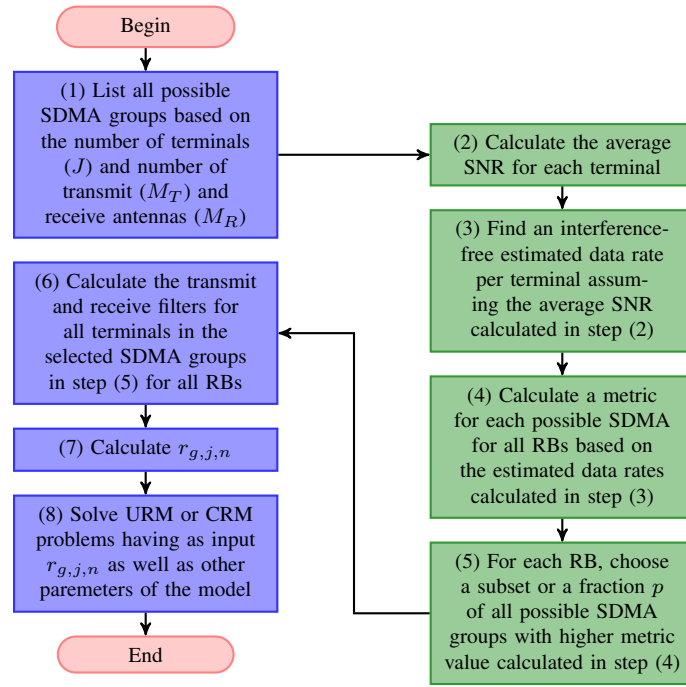 Begin
(1) List all possible
SDMA groups based on
the number of terminals
(J) and number of
transmit (M_T) and
receive antennas (M_R)
(2) Calculate the average
SNR for each terminal
(3) Find an interference-
free estimated data rate
per terminal assum-
ing the average SNR
calculated in step (2)
(4) Calculate a metric
for each possible SDMA
for all RBs based on
the estimated data rates
calculated in step (3)
(5) For each RB, choose
a subset or a fraction p
of all possible SDMA
groups with higher metric
value calculated in step (4)
(6) Calculate the transmit
and receive filters for
all terminals in the
selected SDMA groups
in step (5) for all RBs
(7) Calculate r_{g,j,n}
(8) Solve URM or CRM
problems having as input
r_{g,j,n} as well as other
paremeters of the model
End